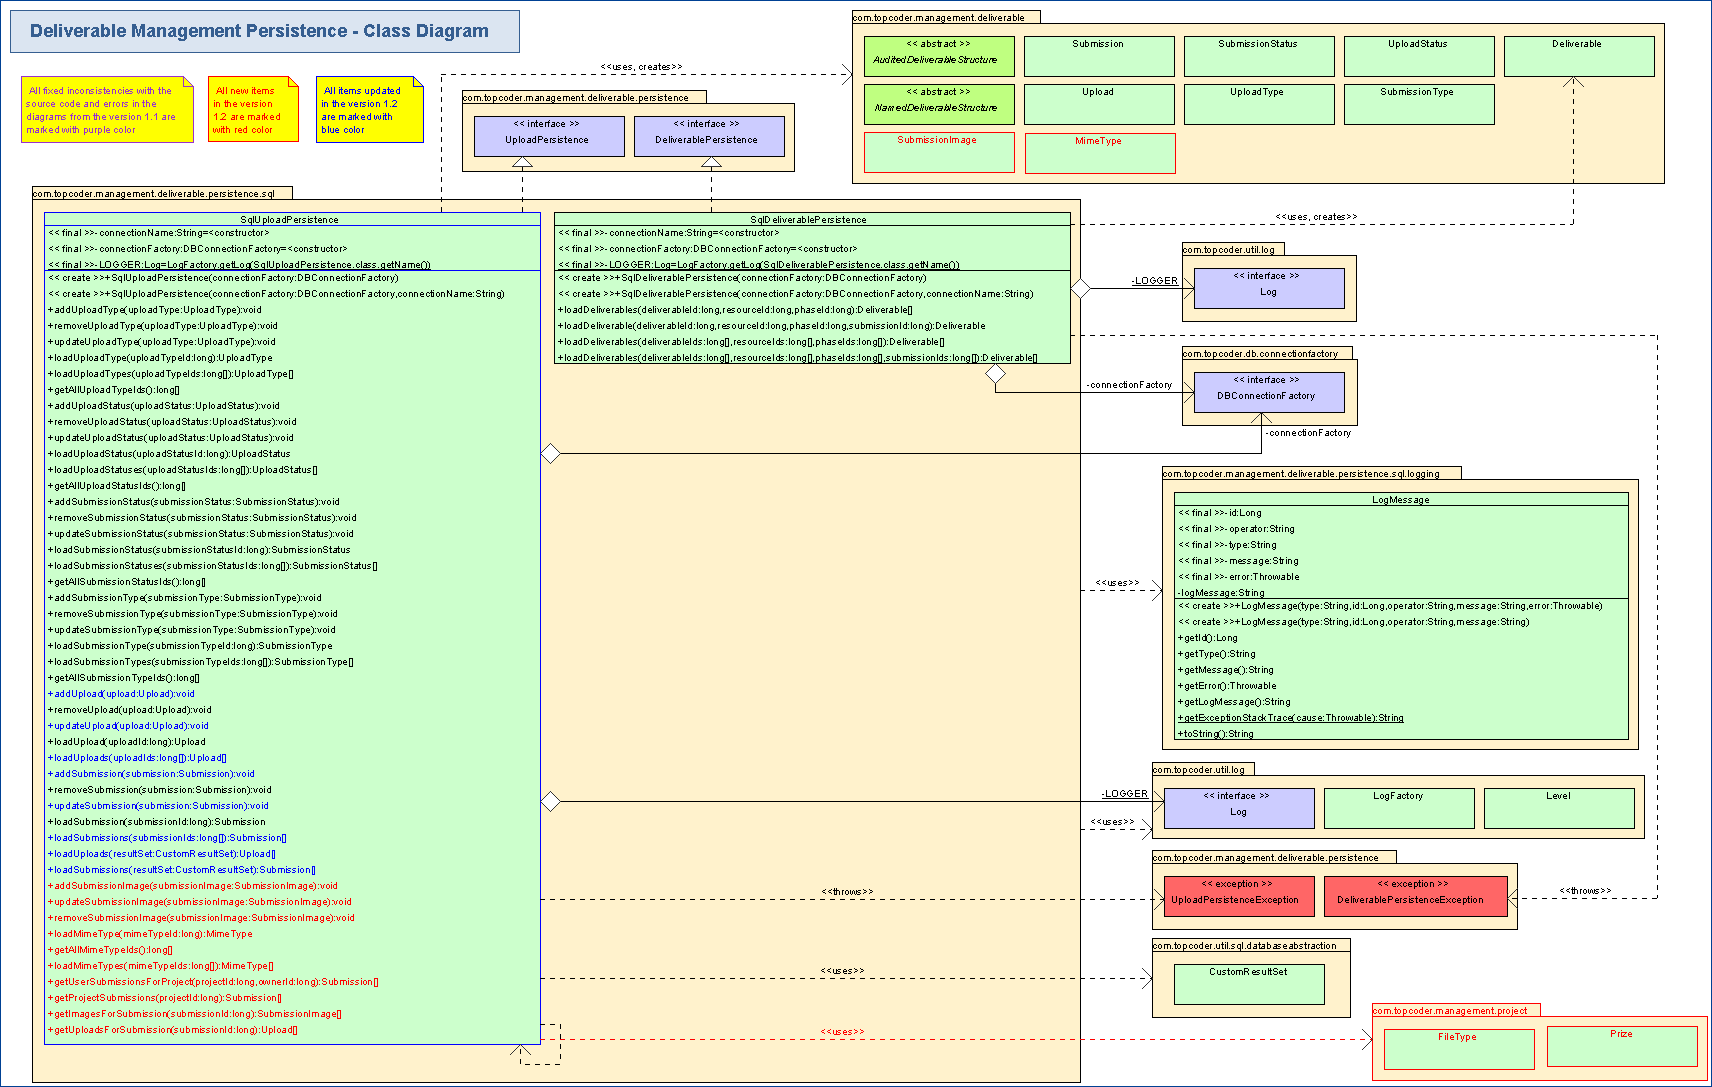 Deliverable Management Persistence - Class Diagram
All fixed inconsistencies with the
source code and errors in the
diagrams from the version 1.1 are
marked with purple color
All new items
in the version
1.2 are marked
with red color
All items updated
in the version 1.2
are marked with
blue color
<<uses, creates>>
com.topcoder.management.deliverable
<< abstract >>
AuditedDeliverableStructure
Submission
SubmissionStatus
UploadStatus
Deliverable
<< abstract >>
NamedDeliverableStructure
Upload
UploadType
SubmissionType
SubmissionImage
MimeType
com.topcoder.management.deliverable.persistence
<< interface >>
UploadPersistence
<< interface >>
DeliverablePersistence
<<uses, creates>>
com.topcoder.management.deliverable.persistence.sql
SqlUploadPersistence
<< final >>-connectionName:String=<constructor>
<< final >>-connectionFactory:DBConnectionFactory=<constructor>
<< final >>-LOGGER:Log=LogFactory.getLog(SqlUploadPersistence.class.getName())
<< create >>+SqlUploadPersistence(connectionFactory:DBConnectionFactory)
<< create >>+SqlUploadPersistence(connectionFactory:DBConnectionFactory,connectionName:String)
+addUploadType(uploadType:UploadType):void
+removeUploadType(uploadType:UploadType):void
+updateUploadType(uploadType:UploadType):void
+loadUploadType(uploadTypeId:long):UploadType
+loadUploadTypes(uploadTypeIds:long[]):UploadType[]
+getAllUploadTypeIds():long[]
+addUploadStatus(uploadStatus:UploadStatus):void
+removeUploadStatus(uploadStatus:UploadStatus):void
+updateUploadStatus(uploadStatus:UploadStatus):void
+loadUploadStatus(uploadStatusId:long):UploadStatus
+loadUploadStatuses(uploadStatusIds:long[]):UploadStatus[]
+getAllUploadStatusIds():long[]
+addSubmissionStatus(submissionStatus:SubmissionStatus):void
+removeSubmissionStatus(submissionStatus:SubmissionStatus):void
+updateSubmissionStatus(submissionStatus:SubmissionStatus):void
+loadSubmissionStatus(submissionStatusId:long):SubmissionStatus
+loadSubmissionStatuses(submissionStatusIds:long[]):SubmissionStatus[]
+getAllSubmissionStatusIds():long[]
+addSubmissionType(submissionType:SubmissionType):void
+removeSubmissionType(submissionType:SubmissionType):void
+updateSubmissionType(submissionType:SubmissionType):void
+loadSubmissionType(submissionTypeId:long):SubmissionType
+loadSubmissionTypes(submissionTypeIds:long[]):SubmissionType[]
+getAllSubmissionTypeIds():long[]
+addUpload(upload:Upload):void
+removeUpload(upload:Upload):void
+updateUpload(upload:Upload):void
+loadUpload(uploadId:long):Upload
+loadUploads(uploadIds:long[]):Upload[]
+addSubmission(submission:Submission):void
+removeSubmission(submission:Submission):void
+updateSubmission(submission:Submission):void
+loadSubmission(submissionId:long):Submission
+loadSubmissions(submissionIds:long[]):Submission[]
+loadUploads(resultSet:CustomResultSet):Upload[]
+loadSubmissions(resultSet:CustomResultSet):Submission[]
+addSubmissionImage(submissionImage:SubmissionImage):void
+updateSubmissionImage(submissionImage:SubmissionImage):void
+removeSubmissionImage(submissionImage:SubmissionImage):void
+loadMimeType(mimeTypeId:long):MimeType
+getAllMimeTypeIds():long[]
+loadMimeTypes(mimeTypeIds:long[]):MimeType[]
+getUserSubmissionsForProject(projectId:long,ownerId:long):Submission[]
+getProjectSubmissions(projectId:long):Submission[]
+getImagesForSubmission(submissionId:long):SubmissionImage[]
+getUploadsForSubmission(submissionId:long):Upload[]
SqlDeliverablePersistence
<< final >>-connectionName:String=<constructor>
<< final >>-connectionFactory:DBConnectionFactory=<constructor>
<< final >>-LOGGER:Log=LogFactory.getLog(SqlDeliverablePersistence.class.getName())
<< create >>+SqlDeliverablePersistence(connectionFactory:DBConnectionFactory)
<< create >>+SqlDeliverablePersistence(connectionFactory:DBConnectionFactory,connectionName:String)
+loadDeliverables(deliverableId:long,resourceId:long,phaseId:long):Deliverable[]
+loadDeliverable(deliverableId:long,resourceId:long,phaseId:long,submissionId:long):Deliverable
+loadDeliverables(deliverableIds:long[],resourceIds:long[],phaseIds:long[]):Deliverable[]
+loadDeliverables(deliverableIds:long[],resourceIds:long[],phaseIds:long[],submissionIds:long[]):Deliverable[]
com.topcoder.util.log
-LOGGER
<< interface >>
Log
com.topcoder.db.connectionfactory
-connectionFactory
<< interface >>
DBConnectionFactory
-connectionFactory
com.topcoder.management.deliverable.persistence.sql.logging
<<uses>>
LogMessage
<< final >>-id:Long
<< final >>-operator:String
<< final >>-type:String
<< final >>-message:String
<< final >>-error:Throwable
-logMessage:String
<< create >>+LogMessage(type:String,id:Long,operator:String,message:String,error:Throwable)
<< create >>+LogMessage(type:String,id:Long,operator:String,message:String)
+getId():Long
+getType():String
+getMessage():String
+getError():Throwable
+getLogMessage():String
+getExceptionStackTrace(cause:Throwable):String
+toString():String
com.topcoder.util.log
-LOGGER
<< interface >>
Log
LogFactory
Level
<<uses>>
com.topcoder.management.deliverable.persistence
<<throws>>
<< exception >>
UploadPersistenceException
<< exception >>
DeliverablePersistenceException
<<throws>>
com.topcoder.util.sql.databaseabstraction
<<uses>>
CustomResultSet
com.topcoder.management.project
<<uses>>
FileType
Prize